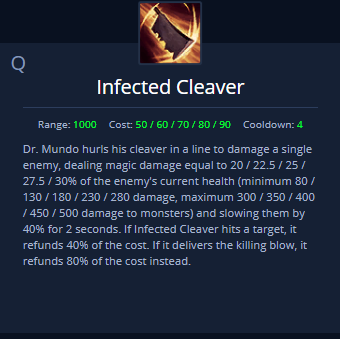 Q
Infected Cleaver
Range: 1000 Cost: 50 / 60 / 70 / 80 / 90 Cooldown: 4
Dr. Mundo hurls his cleaver in a line to damage a single
enemy, dealing magic damage equal to 20 / 22.5 / 25 /
27.5 / 30% of the enemy's current health (minimum 80 /
130 / 180 / 230 / 280 damage, maximum 300 / 350 / 400
/ 450 / 500 damage to monsters) and slowing them by
40% for 2 seconds. If Infected Cleaver hits a target, it
refunds 40% of the cost. If it delivers the killing blow, it
refunds 80% of the cost instead.